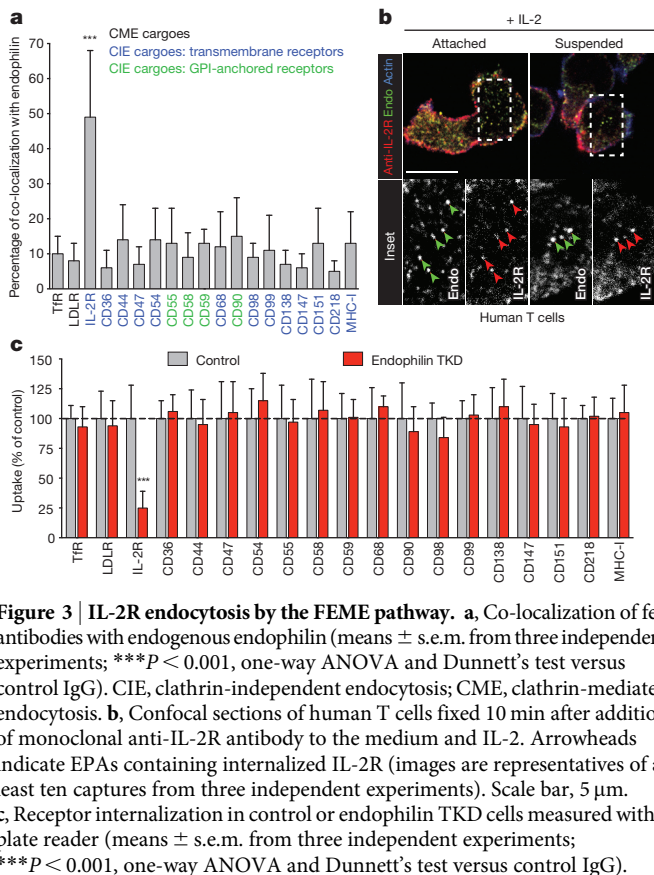 a
*** CME cargoes
CIE cargoes: transmembrane receptors
CIE cargoes: GPI-anchored receptors
Percentage of co-localization with endophilin
70
60
50
40
30
20
10
0
TfR
LDLR
IL-2R
CD36
CD44
CD47
CD54
CD55
CD58
CD59
CD68
CD90
CD98
CD99
CD138
CD147
CD151
CD218
MHC-I
b
+ IL-2
Attached Suspended
Anti-IL-2R Endo Actin
Inset
Endo
IL-2R
Endo
IL-2R
Human T cells
c
Control Endophilin TKD
Uptake (% of control)
150
125
100
75
50
25
0
***
TfR
LDLR
IL-2R
CD36
CD44
CD47
CD54
CD55
CD58
CD59
CD68
CD90
CD98
CD99
CD138
CD147
CD151
CD218
MHC-I
Figure 3 | IL-2R endocytosis by the FEME pathway. a, Co-localization of fe
antibodies with endogenous endophilin (means ± s.e.m. from three independen
experiments; ***P < 0.001, one-way ANOVA and Dunnett's test versus
control IgG). CIE, clathrin-independent endocytosis; CME, clathrin-mediate
endocytosis. b, Confocal sections of human T cells fixed 10 min after additio
of monoclonal anti-IL-2R antibody to the medium and IL-2. Arrowheads
indicate EPAs containing internalized IL-2R (images are representatives of a
least ten captures from three independent experiments). Scale bar, 5 μm.
c, Receptor internalization in control or endophilin TKD cells measured with
plate reader (means ± s.e.m. from three independent experiments;
***P < 0.001, one-way ANOVA and Dunnett's test versus control IgG).